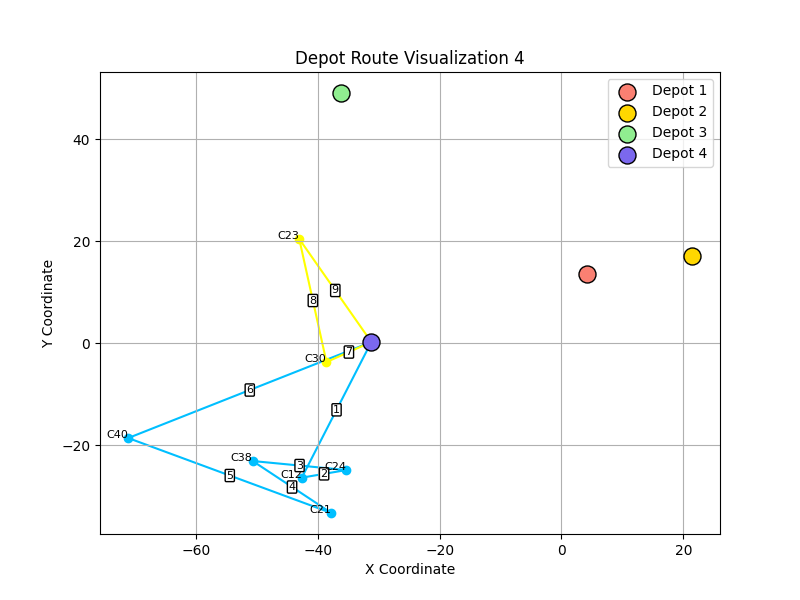 Depot Route Visualization 4
Depot 1
Depot 2
Depot 3
Depot 4
Y Coordinate
40
20
0
−20
C23
9
8
C30
7
6
1
C40
C38
3
C24
C12
2
5
4
C21
−60
−40
−20
0
20
X Coordinate